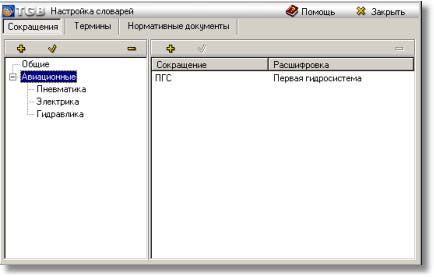 TGB Настройка словарей Помощь Закрыть
Сокращения Термины Нормативные документы
Общие
Авиационные
Пневматика
Электрика
Гидравлика
Сокращение Расшифровка
ПГС Первая гидросистема